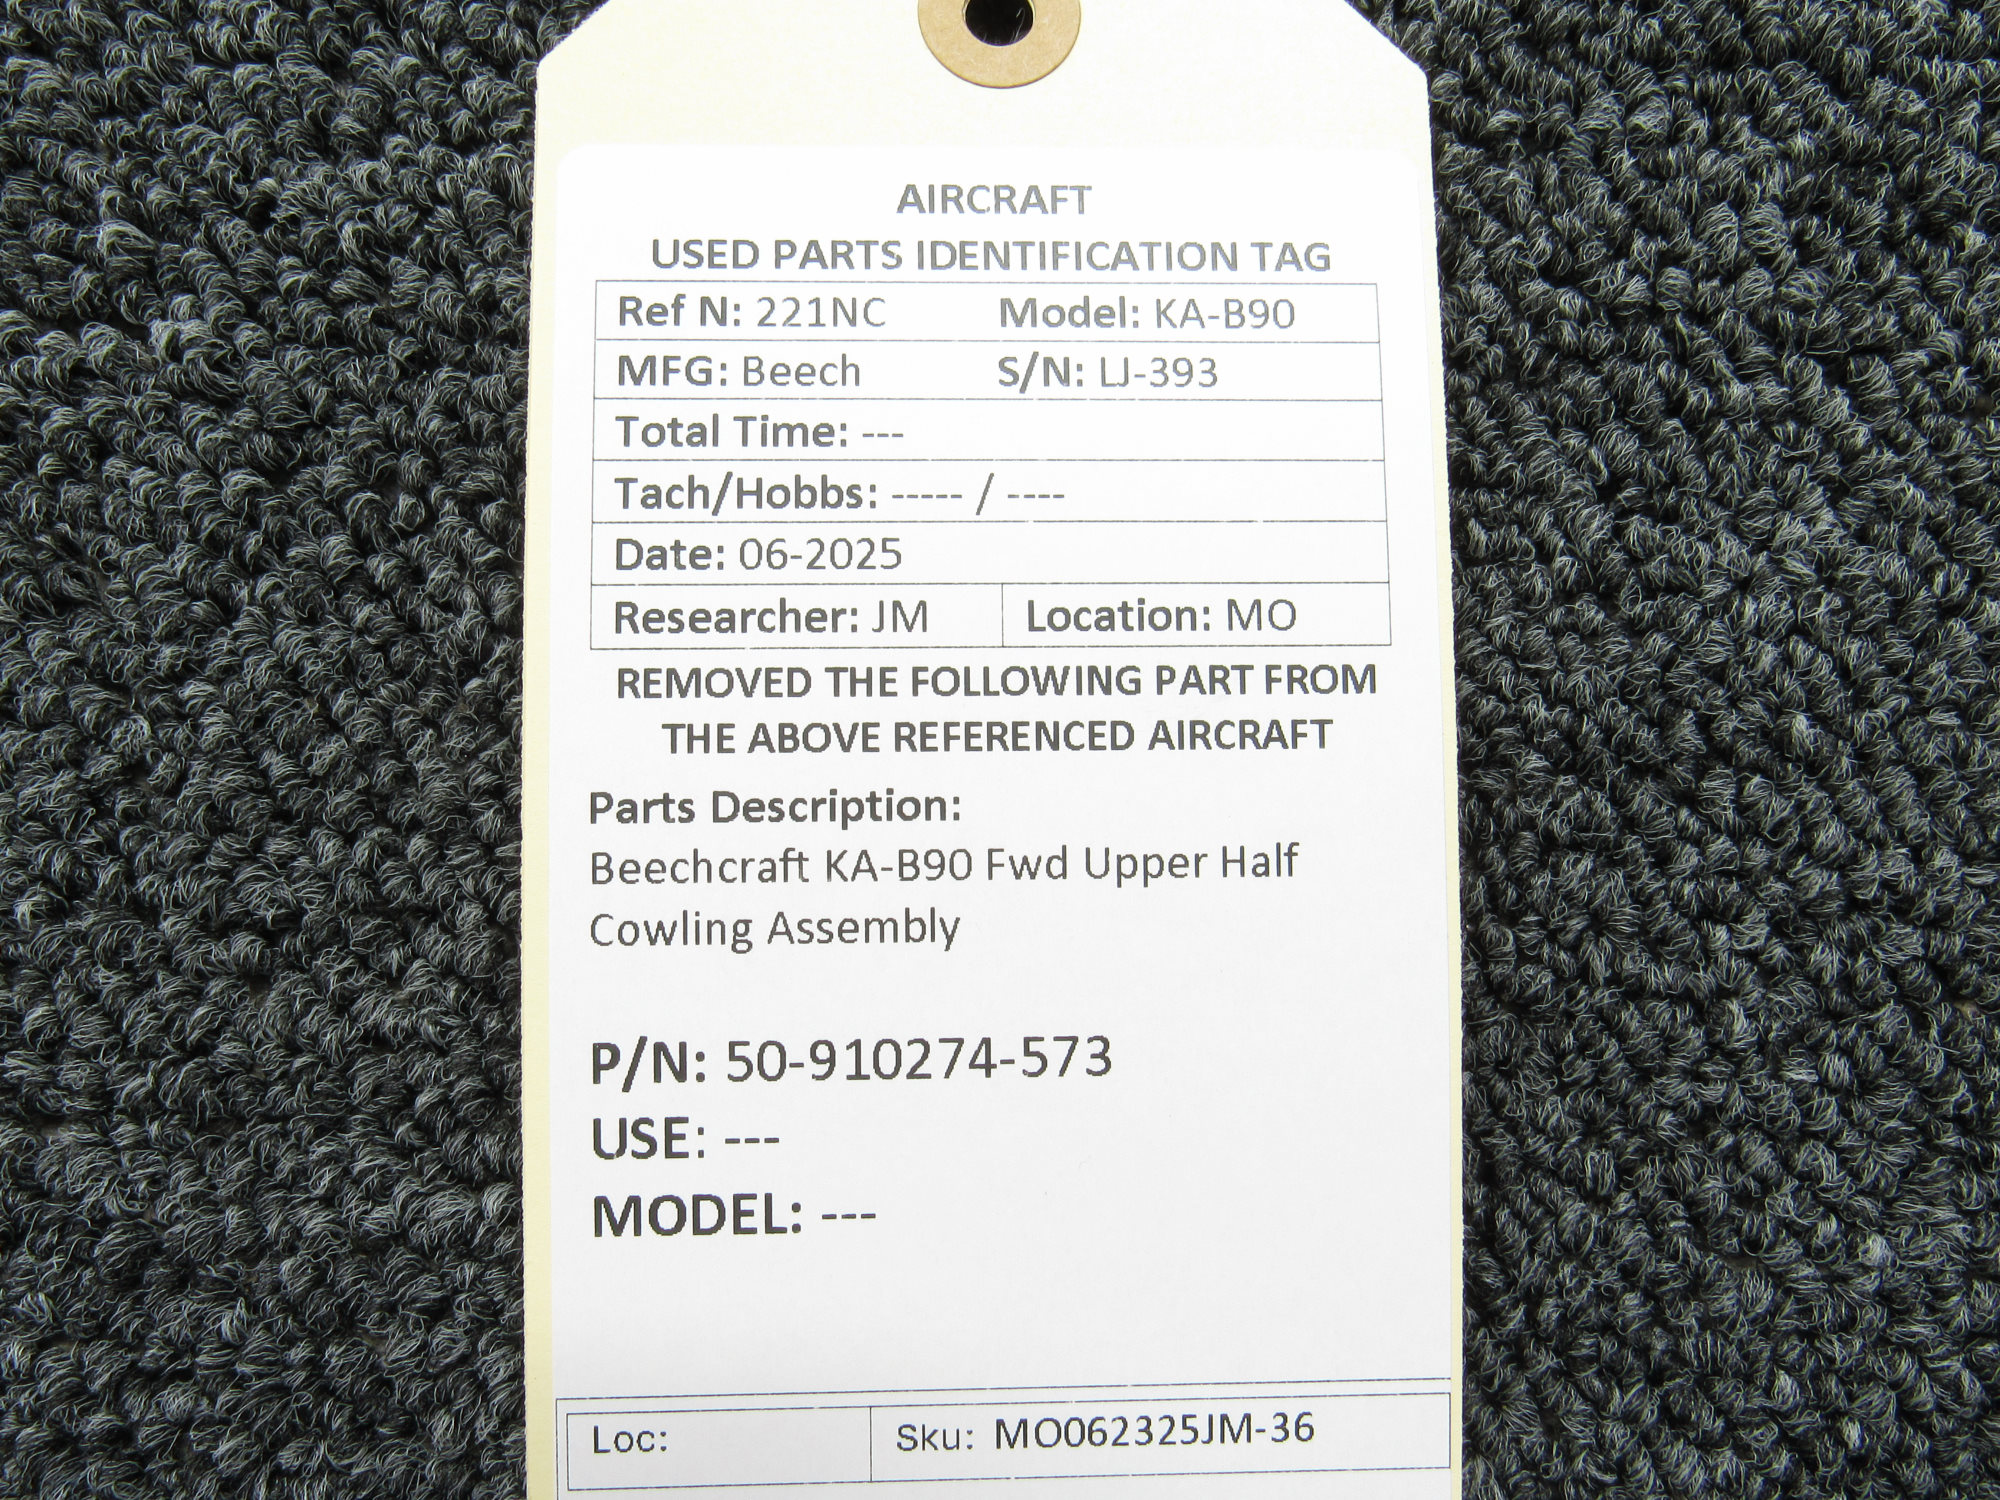 AIRCRAFT
USED PARTS IDENTIFICATION TAG
Ref N: 221NC Model: KA-B90
MFG: Beech S/N: LJ-393
Total Time: ---
Tach/Hobbs: ----- / ----
Date: 06-2025
Researcher: JM Location: MO
REMOVED THE FOLLOWING PART FROM
THE ABOVE REFERENCED AIRCRAFT
Parts Description:
Beechcraft KA-B90 Fwd Upper Half
Cowling Assembly
P/N: 50-910274-573
USE: ---
MODEL: ---
Loc: Sku: MO062325JM-36